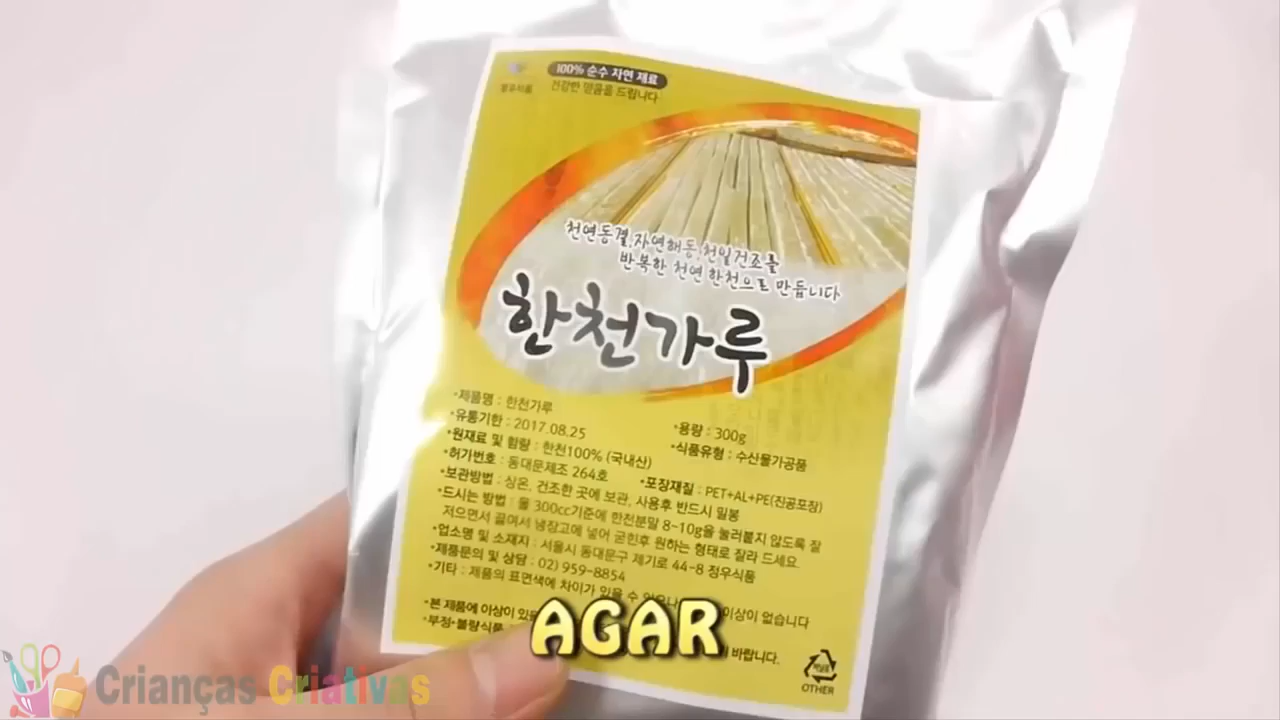 100% 순수 자연 재료
건강한 믿음을 드립니다
정우식품
천연동결,자연해동,천일건조를
반복한 천연 한천으로 만듭니다
한천가루
•제품명 : 한천가루
•유통기한 : 2017.08.25 •용량 : 300g
•원재료 및 함량 : 한천100% (국내산) •식품유형 : 수산물가공품
•허가번호 : 동대문제조 264호 •포장재질 : PET+AL+PE(진공포장)
•보관방법 : 상온, 건조한 곳에 보관, 사용후 반드시 밀봉
•드시는 방법 : 물 300cc기준에 한천분말 8~10g을 눌러붙지 않도록 잘
저으면서 끓여서 냉장고에 넣어 굳힌후 원하는 형태로 잘라 드세요.
•업소명 및 소재지 : 서울시 동대문구 제기로 44-8 정우식품
•제품문의 및 상담 : 02) 959-8854
•기타 : 제품의 표면색에 차이가 있을 수 있으나 이상이 없습니다
•본 제품에 이상이 있
•부정•불량식품 바랍니다.
AGAR
OTHER
Crianças Criativas